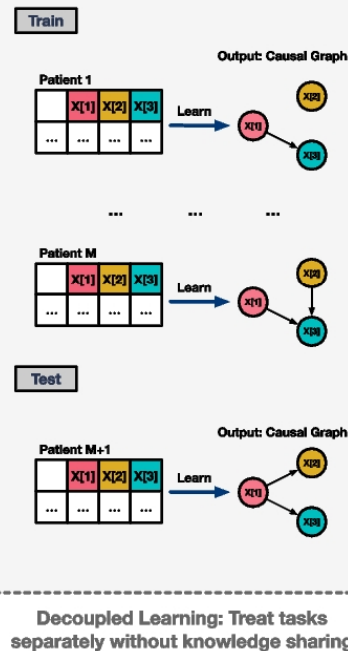 Train
Output: Causal Graph
Patient 1
X[1] X[2] X[3]
... ... ... ...
Learn
X[2]
X[1]
X[3]
... ... ...
Patient M
X[1] X[2] X[3]
... ... ... ...
Learn
X[2]
X[1]
X[3]
Test
Output: Causal Graph
Patient M+1
X[1] X[2] X[3]
... ... ... ...
Learn
X[2]
X[1]
X[3]
Decoupled Learning: Treat tasks
separately without knowledge sharing